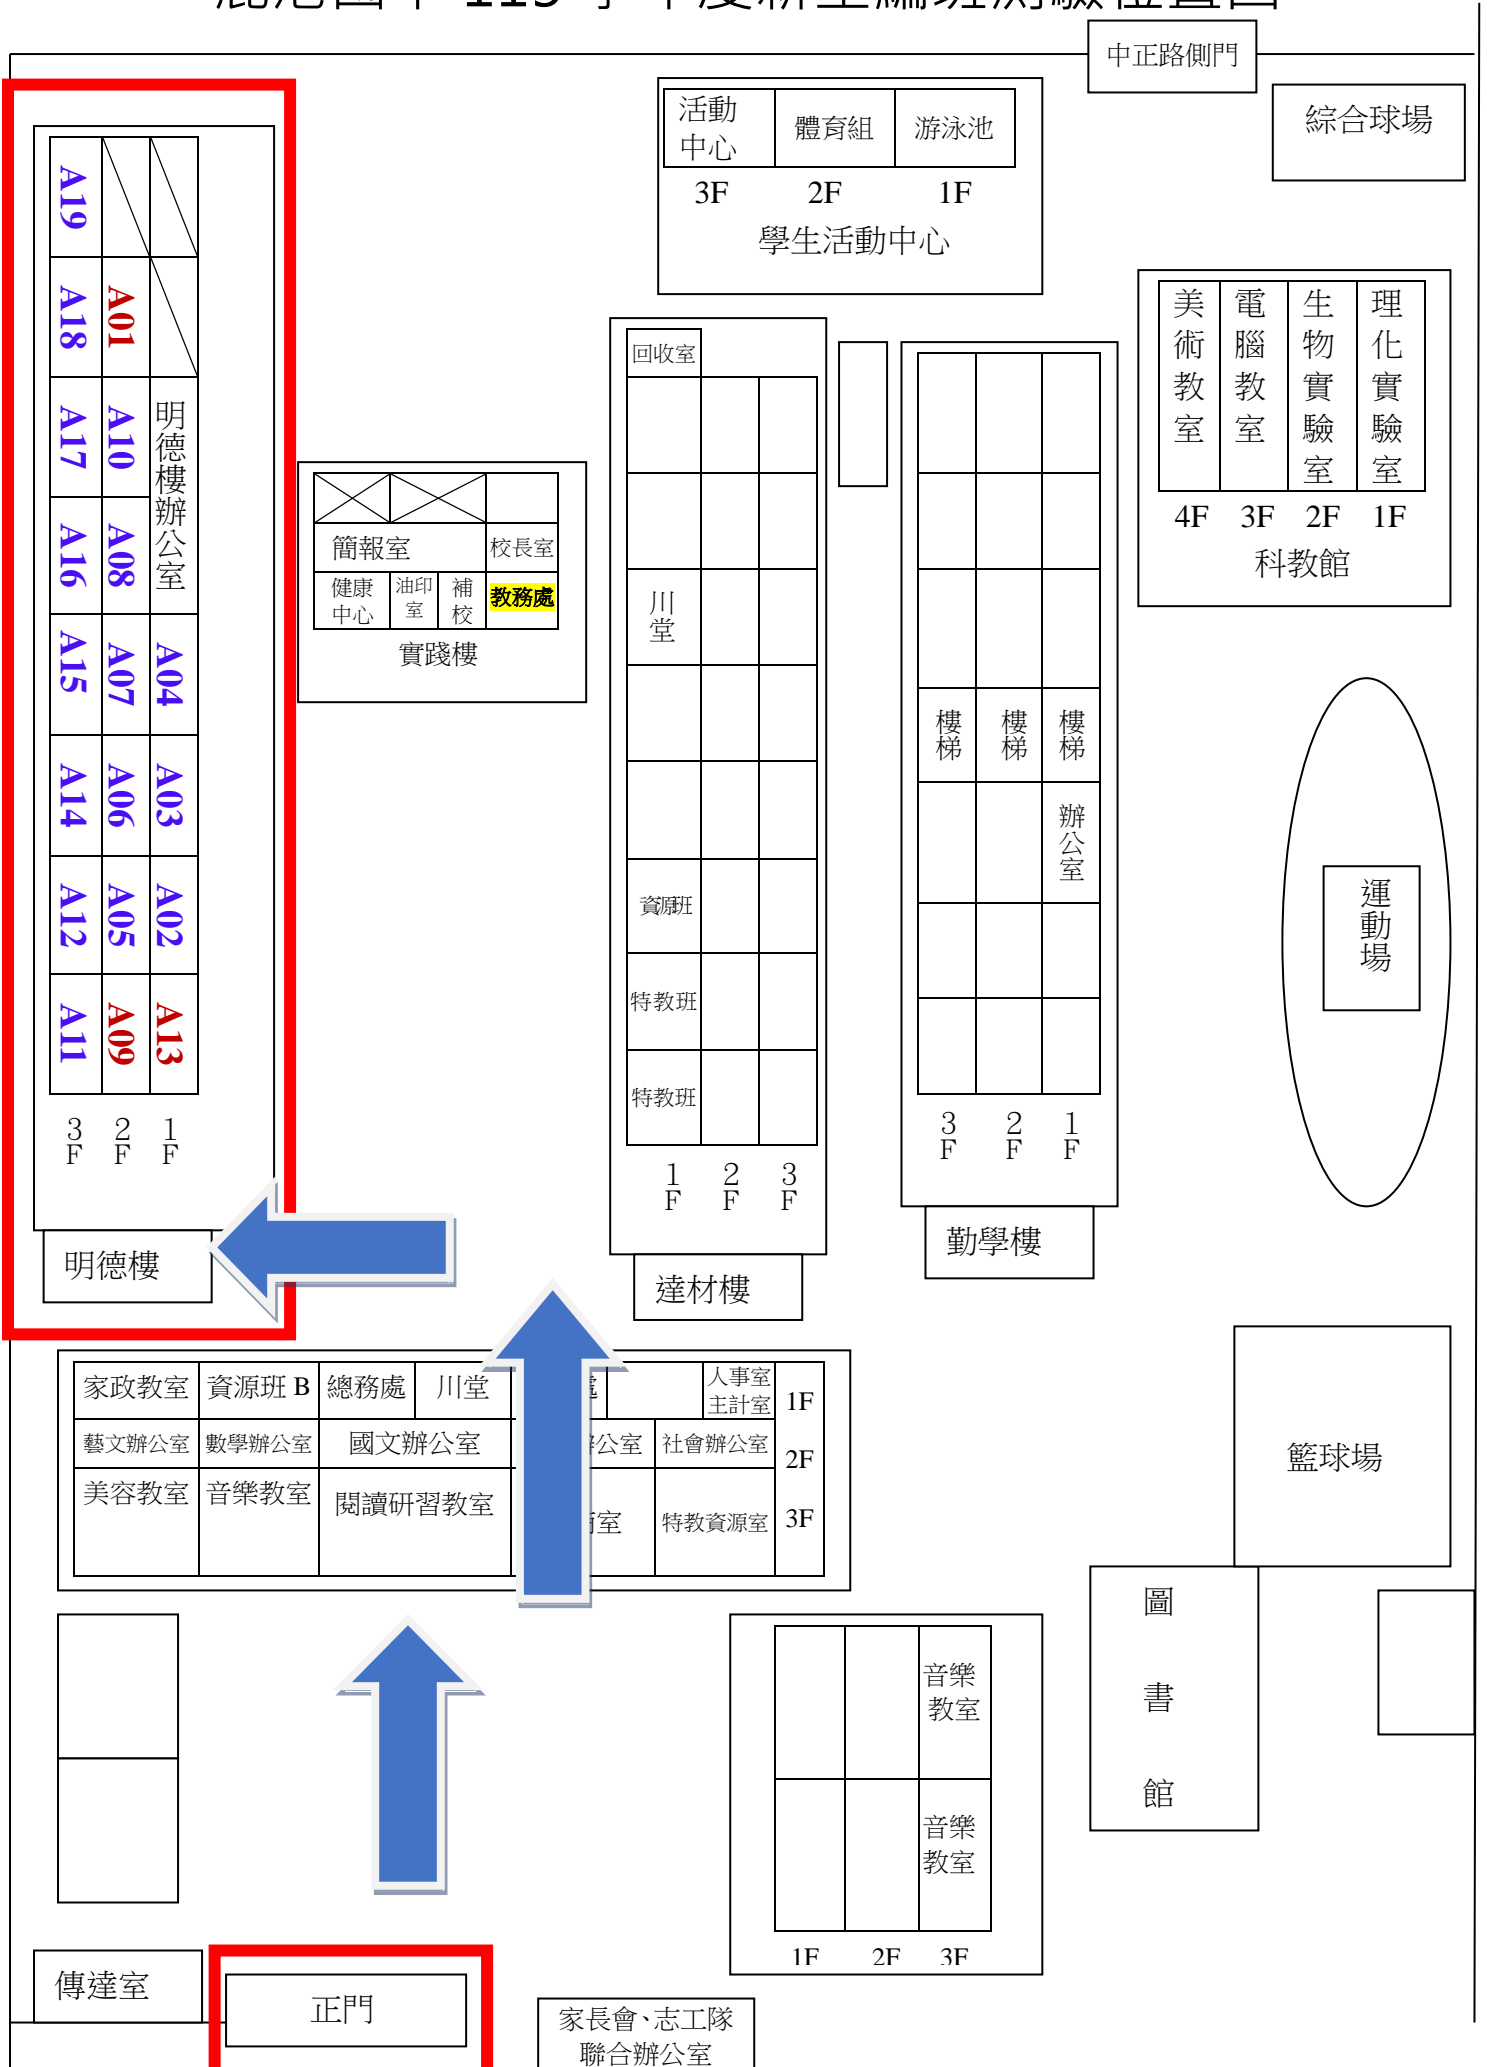 中正路側門
綜合球場
活動
中心
體育組
游泳池
3F 2F 1F
學生活動中心
A19
A18 A01
A17 A10 明德樓辦公室
A16 A08
A15 A07 A04
A14 A06 A03
A12 A05 A02
A11 A09 A13
3F 2F 1F
明德樓
簡報室 校長室
健康
中心
油印
室
補
校
教務處
實踐樓
回收室
川堂
資源班
特教班
特教班
1F 2F 3F
達材樓
樓梯 樓梯 樓梯
辦公室
3F 2F 1F
勤學樓
美術教室 電腦教室 生物實驗室 理化實驗室
4F 3F 2F 1F
科教館
運動場
家政教室 資源班 B 總務處 川堂
人事室
主計室
1F
藝文辦公室 數學辦公室 國文辦公室 公室 社會辦公室 2F
美容教室 音樂教室 閱讀研習教室 室 特教資源室 3F
籃球場
圖
書
館
音樂
教室
音樂
教室
1F 2F 3F
傳達室
正門
家長會、志工隊
聯合辦公室